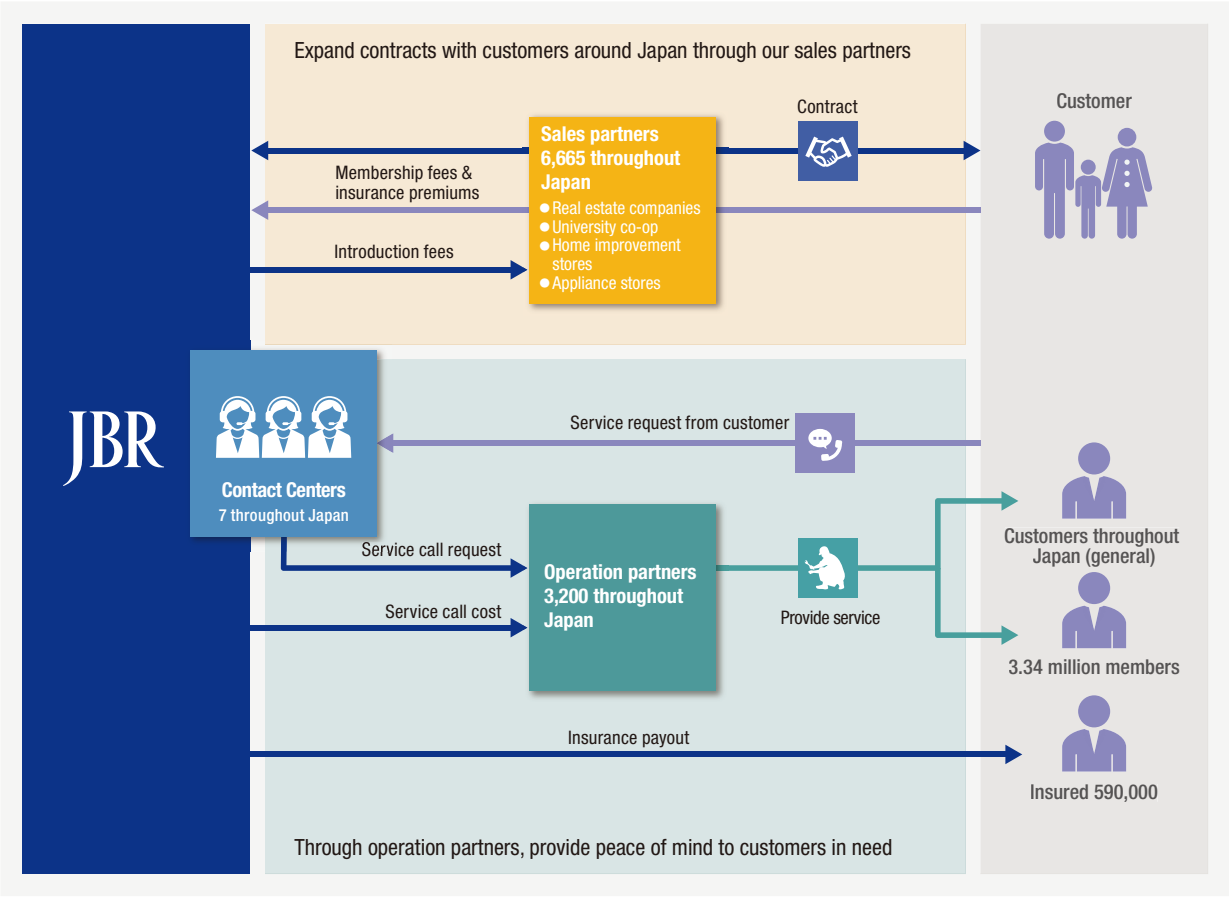 Expand contracts with customers around Japan through our sales partners
Contract
Customer
Sales partners
6,665 throughout
Japan
Real estate companies
University co-op
Home improvement
stores
Appliance stores
Membership fees &
insurance premiums
Introduction fees
JBR
Contact Centers
7 throughout Japan
Service request from customer
Service call request
Service call cost
Operation partners
3,200 throughout
Japan
Provide service
Customers throughout
Japan (general)
3.34 million members
Insurance payout
Insured 590,000
Through operation partners, provide peace of mind to customers in need